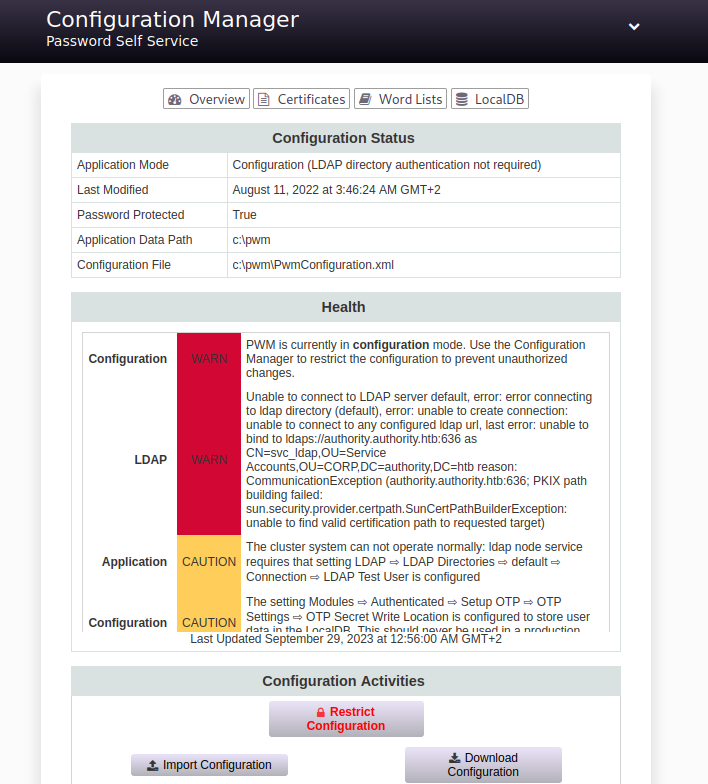 Configuration Manager
Password Self Service
Overview Certificates Word Lists LocalDB
Configuration Status
Application Mode Configuration (LDAP directory authentication not required)
Last Modified August 11, 2022 at 3:46:24 AM GMT+2
Password Protected True
Application Data Path c:\pwm
Configuration File c:\pwm\PwmConfiguration.xml
Health
Configuration WARN PWM is currently in configuration mode. Use the Configuration
Manager to restrict the configuration to prevent unauthorized
changes.
LDAP WARN Unable to connect to LDAP server default, error: error connecting
to ldap directory (default), error: unable to create connection:
unable to connect to any configured ldap url, last error: unable to
bind to ldaps://authority.authority.htb:636 as
CN=svc_ldap,OU=Service
Accounts,OU=CORP,DC=authority,DC=htb reason:
CommunicationException (authority.authority.htb:636; PKIX path
building failed:
sun.security.provider.certpath.SunCertPathBuilderException:
unable to find valid certification path to requested target)
Application CAUTION The cluster system can not operate normally: ldap node service
requires that setting LDAP ⇨ LDAP Directories ⇨ default ⇨
Connection ⇨ LDAP Test User is configured
Configuration CAUTION The setting Modules ⇨ Authenticated ⇨ Setup OTP ⇨ OTP
Settings ⇨ OTP Secret Write Location is configured to store user
data in the LocalDB. This should never be used in a production
Last Updated September 29, 2023 at 12:56:00 AM GMT+2
Configuration Activities
Restrict
Configuration
Import Configuration
Download
Configuration